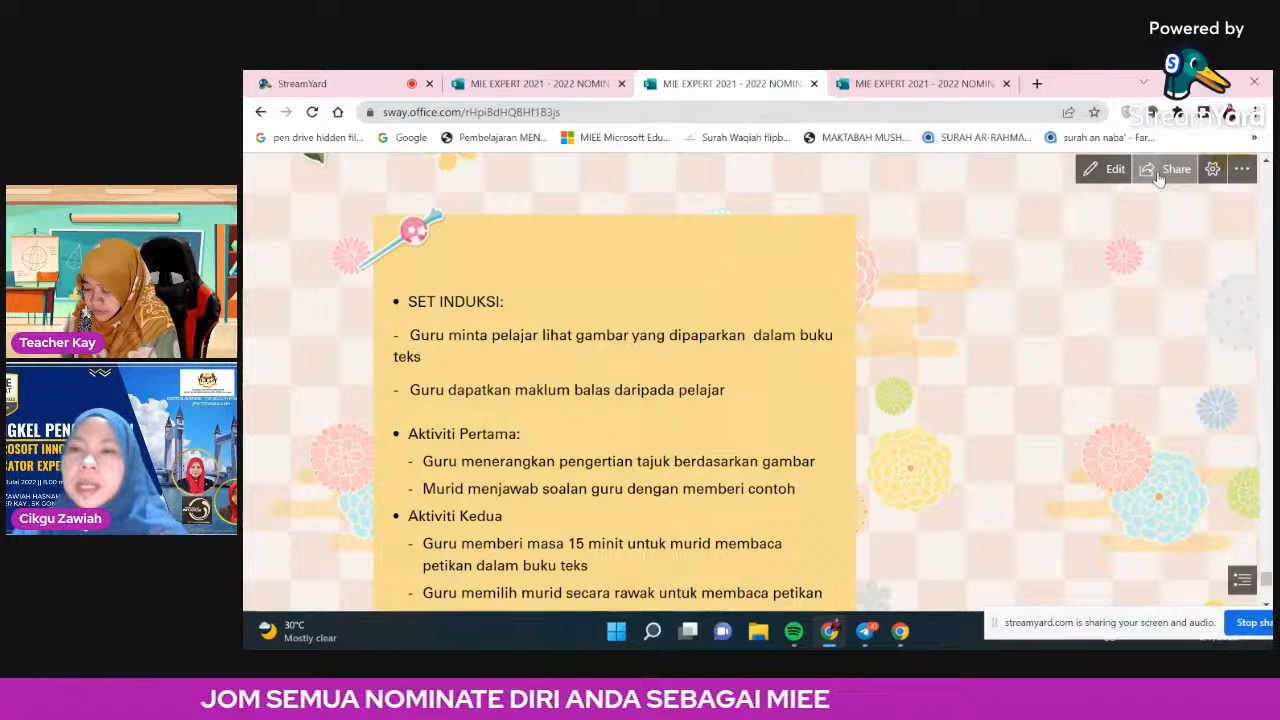 Powered by
StreamYard
StreamYard
MIE EXPERT 2021 - 2022 NOMIN
MIE EXPERT 2021 - 2022 NOMIN
MIE EXPERT 2021 - 2022 NOMIN
sway.office.com/rHpiBdHQBHf1B3js
pen drive hidden fil...
Google
Pembelajaran MEN...
MIEE Microsoft Edu...
Surah Waqiah flipb...
MAKTABAH MUSH...
SURAH AR-RAHMA...
surah an naba' - Far...
Edit
Share
• SET INDUKSI:
- Guru minta pelajar lihat gambar yang dipaparkan dalam buku
teks
- Guru dapatkan maklum balas daripada pelajar
• Aktiviti Pertama:
- Guru menerangkan pengertian tajuk berdasarkan gambar
- Murid menjawab soalan guru dengan memberi contoh
• Aktiviti Kedua
- Guru memberi masa 15 minit untuk murid membaca
petikan dalam buku teks
- Guru memilih murid secara rawak untuk membaca petikan
Teacher Kay
Cikgu Zawiah
30°C
Mostly clear
streamyard.com is sharing your screen and audio.
Stop sha
JOM SEMUA NOMINATE DIRI ANDA SEBAGAI MIEE